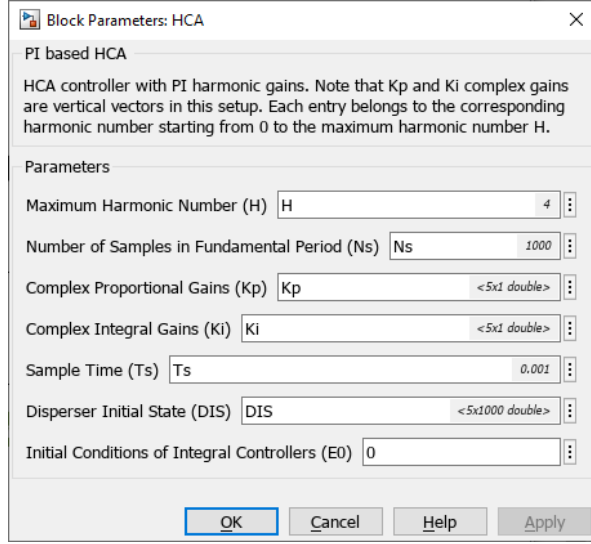 Block Parameters: HCA
PI based HCA
HCA controller with PI harmonic gains. Note that Kp and Ki complex gains
are vertical vectors in this setup. Each entry belongs to the corresponding
harmonic number starting from 0 to the maximum harmonic number H.
Parameters
Maximum Harmonic Number (H) H 4
Number of Samples in Fundamental Period (Ns) Ns 1000
Complex Proportional Gains (Kp) Kp <5x1 double>
Complex Integral Gains (Ki) Ki <5x1 double>
Sample Time (Ts) Ts 0.001
Disperser Initial State (DIS) DIS <5x1000 double>
Initial Conditions of Integral Controllers (E0) 0
OK Cancel Help Apply